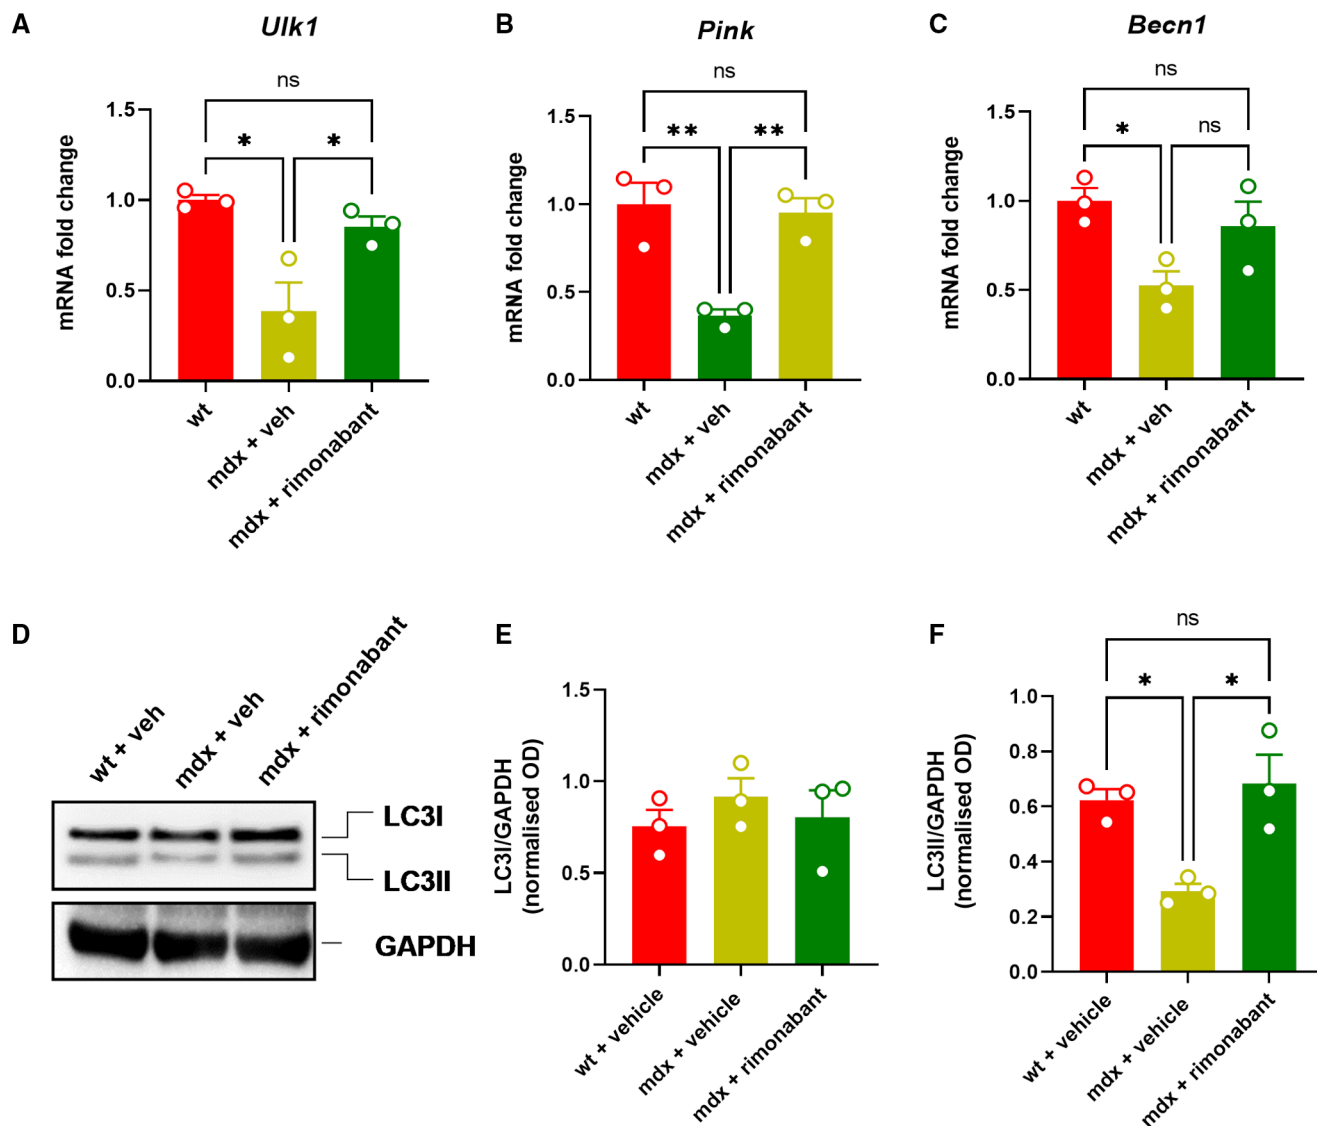 A
Ulk1
ns
*
*
mRNA fold change
1.5
1.0
0.5
0.0
wt
mdx + veh
mdx + rimonabant
B
Pink
ns
**
**
mRNA fold change
1.5
1.0
0.5
0.0
wt
mdx + veh
mdx + rimonabant
C
Becn1
ns
*
ns
mRNA fold change
1.5
1.0
0.5
0.0
wt
mdx + veh
mdx + rimonabant
D
wt + veh
mdx + veh
mdx + rimonabant
LC3I
LC3II
GAPDH
E
LC3I/GAPDH
(normalised OD)
1.5
1.0
0.5
0.0
wt + vehicle
mdx + vehicle
mdx + rimonabant
F
ns
*
*
LC3II/GAPDH
(normalised OD)
1.0
0.8
0.6
0.4
0.2
0.0
wt + vehicle
mdx + vehicle
mdx + rimonabant